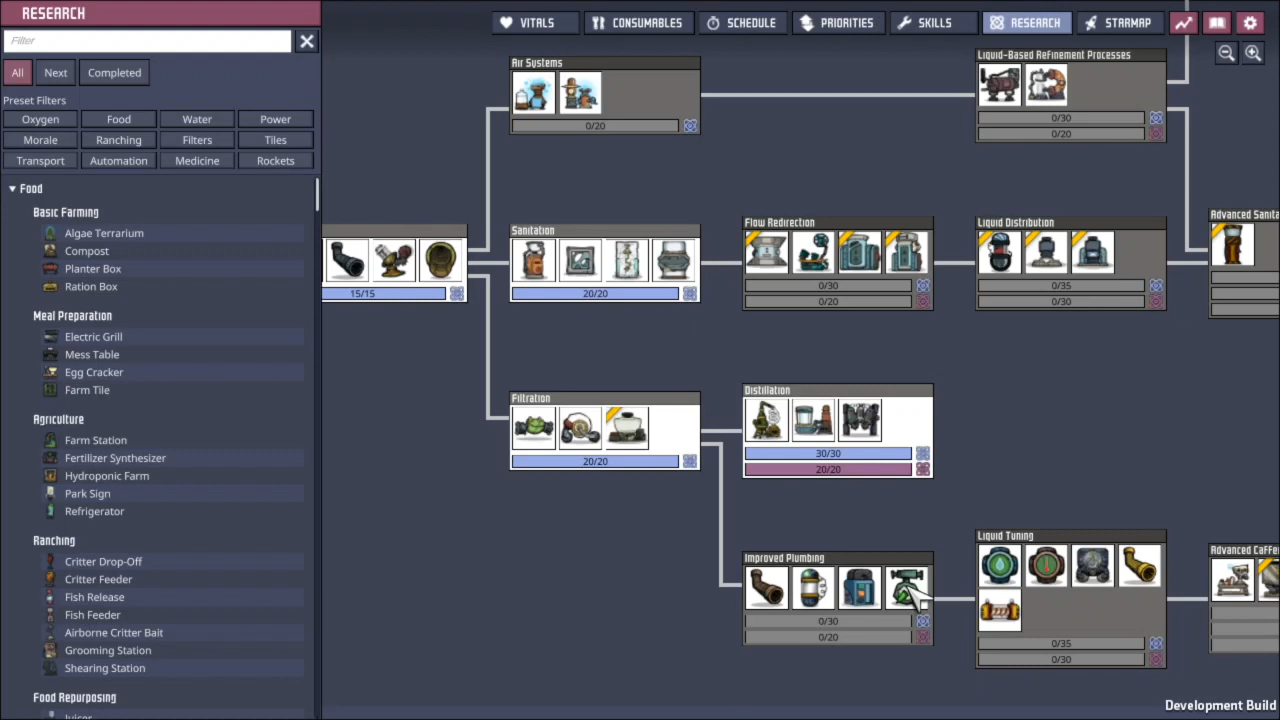 RESEARCH
VITALS
CONSUMABLES
SCHEDULE
PRIORITIES
SKILLS
RESEARCH
STARMAP
Filter
All
Next
Completed
Preset Filters
Oxygen
Food
Water
Power
Morale
Ranching
Filters
Tiles
Transport
Automation
Medicine
Rockets
Food
Basic Farming
Algae Terrarium
Compost
Planter Box
Ration Box
Meal Preparation
Electric Grill
Mess Table
Egg Cracker
Farm Tile
Agriculture
Farm Station
Fertilizer Synthesizer
Hydroponic Farm
Park Sign
Refrigerator
Ranching
Critter Drop-Off
Critter Feeder
Fish Release
Fish Feeder
Airborne Critter Bait
Grooming Station
Shearing Station
Food Repurposing
Juicer
Air Systems
0/20
Liquid-Based Refinement Processes
0/30
0/20
15/15
Sanitation
20/20
Flow Redirection
0/30
0/20
Liquid Distribution
0/35
0/30
Advanced Sanita
Filtration
20/20
Distillation
30/30
20/20
Improved Plumbing
0/30
0/20
Liquid Tuning
0/35
0/30
Advanced Caffe
Development Build